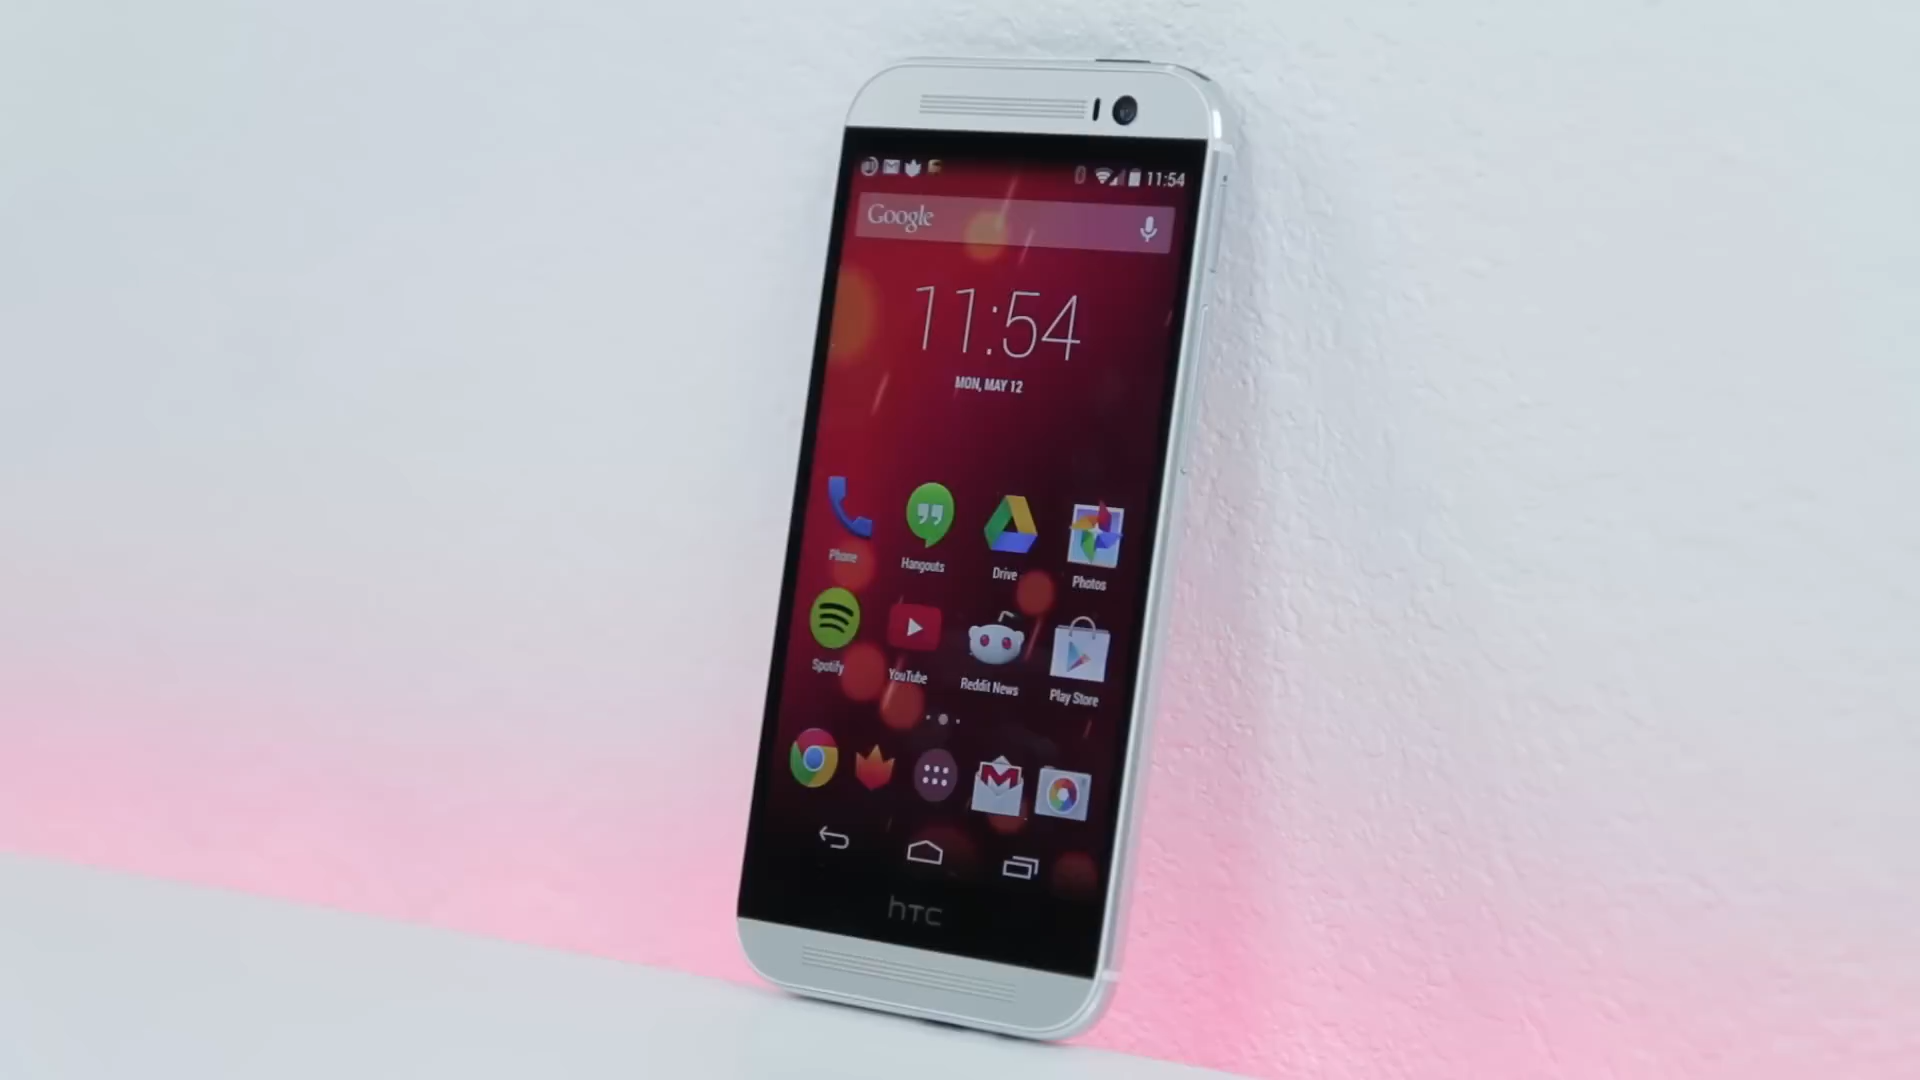 11:54
Google
11:54
MON, MAY 12
Phone Hangouts Drive Photos
Spotify YouTube Reddit News Play Store
hTC